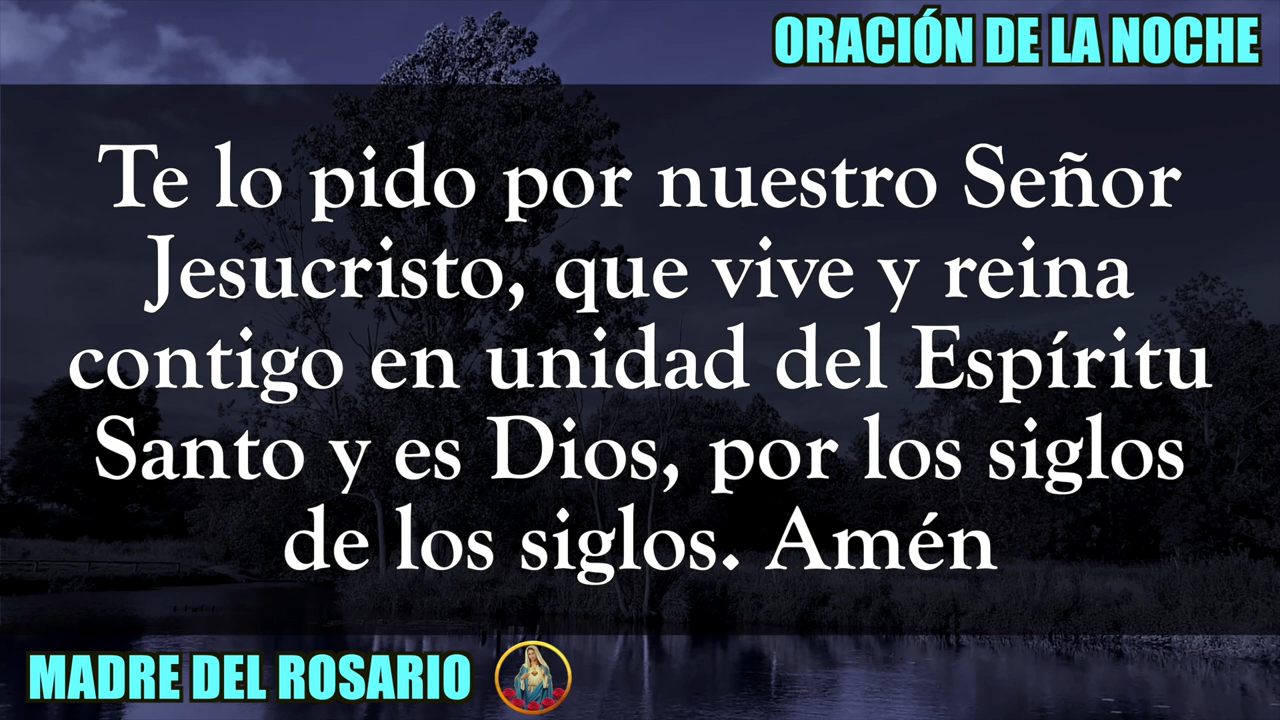 ORACIÓN DE LA NOCHE
Te lo pido por nuestro Señor
Jesucristo, que vive y reina
contigo en unidad del Espíritu
Santo y es Dios, por los siglos
de los siglos. Amén
MADRE DEL ROSARIO